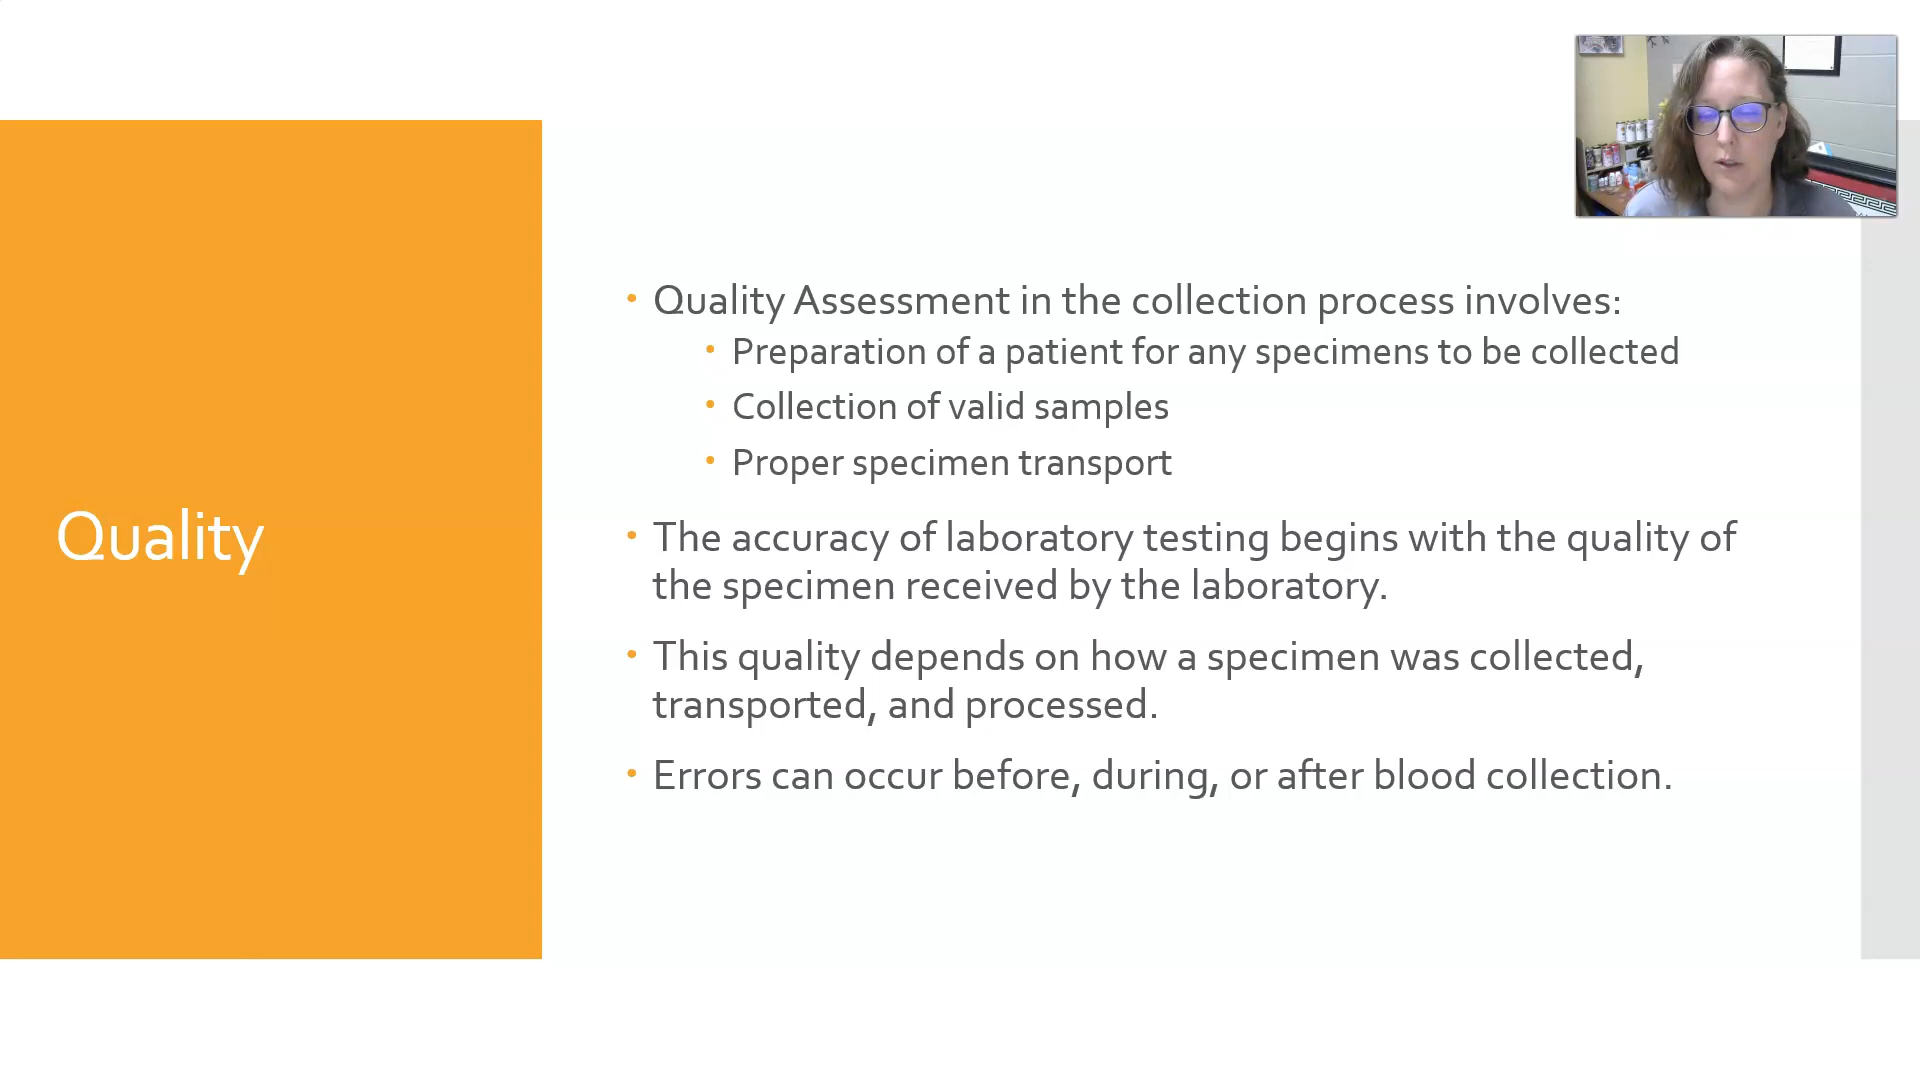 Quality
Quality Assessment in the collection process involves:
Preparation of a patient for any specimens to be collected
Collection of valid samples
Proper specimen transport
The accuracy of laboratory testing begins with the quality of
the specimen received by the laboratory.
This quality depends on how a specimen was collected,
transported, and processed.
Errors can occur before, during, or after blood collection.